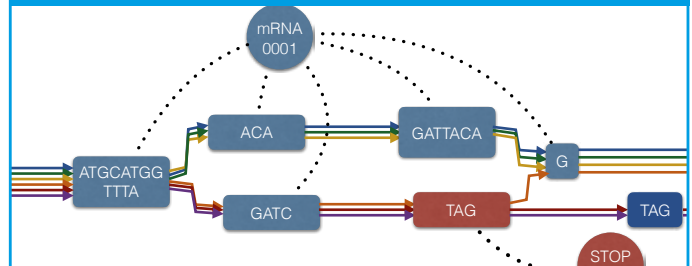 mRNA
0001
ACA
GATTACA
ATGCATGG
TTTA
G
GATC
TAG
TAG
STOP